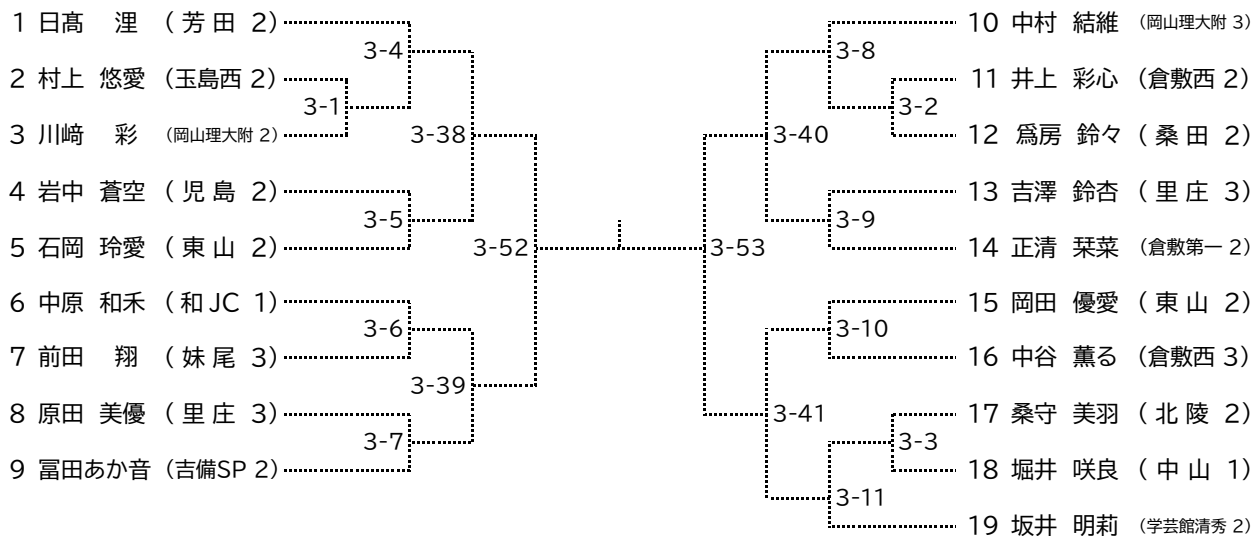 1 日髙 浬 （ 芳 田 2）
3-4
2 村上 悠愛 （玉島西 2）
3-1
3 川﨑 彩 （岡山理大附 2）
3-38
4 岩中 蒼空 （ 児 島 2）
3-5
5 石岡 玲愛 （ 東 山 2）
3-52
6 中原 和禾 （ 和 JC 1）
3-6
7 前田 翔 （ 妹 尾 3）
3-39
8 原田 美優 （ 里 庄 3）
3-7
9 冨田あか音 （吉備SP 2）
10 中村 結維 （岡山理大附 3）
3-8
11 井上 彩心 （倉敷西 2）
3-2
12 爲房 鈴々 （ 桑 田 2）
3-40
13 吉澤 鈴杏 （ 里 庄 3）
3-9
14 正清 栞菜 （倉敷第一 2）
3-53
15 岡田 優愛 （ 東 山 2）
3-10
16 中谷 薫る （倉敷西 3）
3-41
17 桑守 美羽 （ 北 陵 2）
3-3
18 堀井 咲良 （ 中 山 1）
3-11
19 坂井 明莉 （学芸館清秀 2）